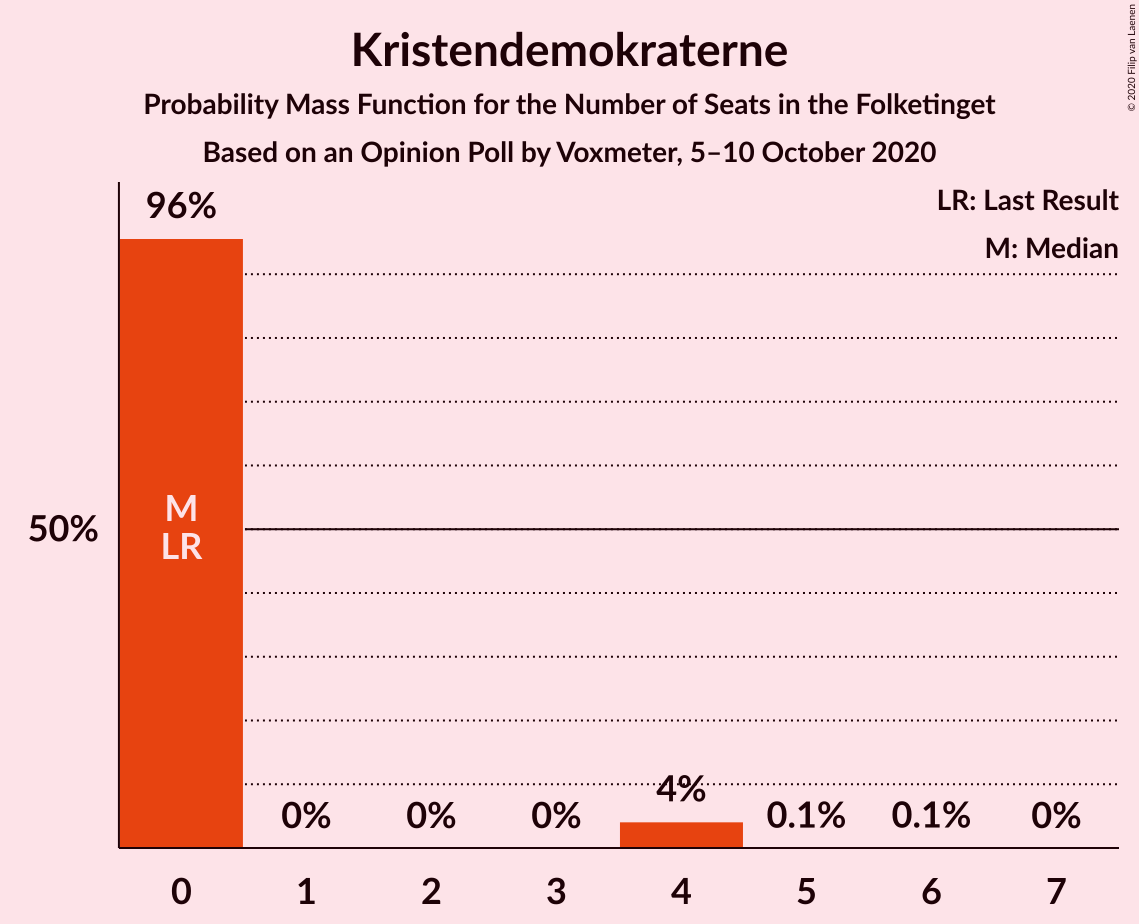 Kristendemokraterne
Probability Mass Function for the Number of Seats in the Folketinget
Based on an Opinion Poll by Voxmeter, 5–10 October 2020
© 2020 Filip van Laenen
LR: Last Result
M: Median
96%
M
LR
50%
0%
0%
0%
4%
0.1%
0.1%
0%
0
1
2
3
4
5
6
7